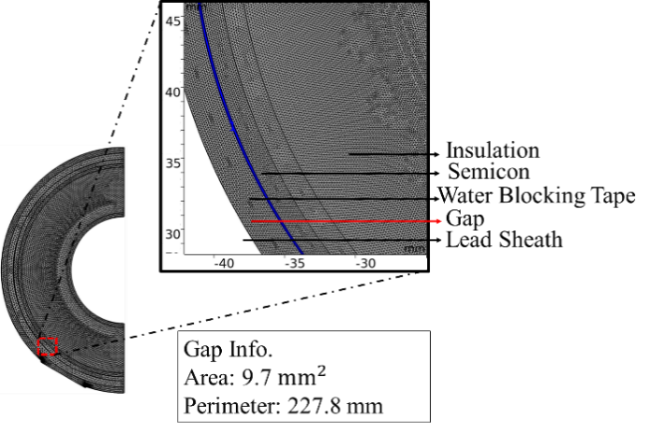 mm
45
40
35
30
-40
-35
-30
mm
Insulation
Semicon
Water Blocking Tape
Gap
Lead Sheath
Gap Info.
Area: 9.7 mm²
Perimeter: 227.8 mm